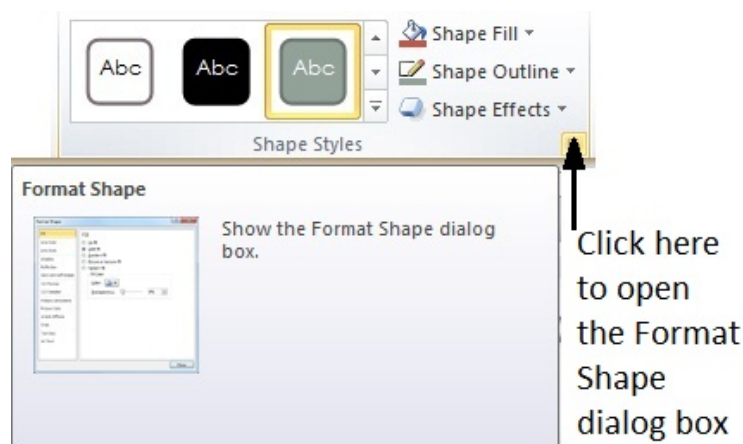 Abc Abc Abc
Shape Fill
Shape Outline
Shape Effects
Shape Styles
Format Shape
Show the Format Shape dialog
box.
Click here
to open
the Format
Shape
dialog box